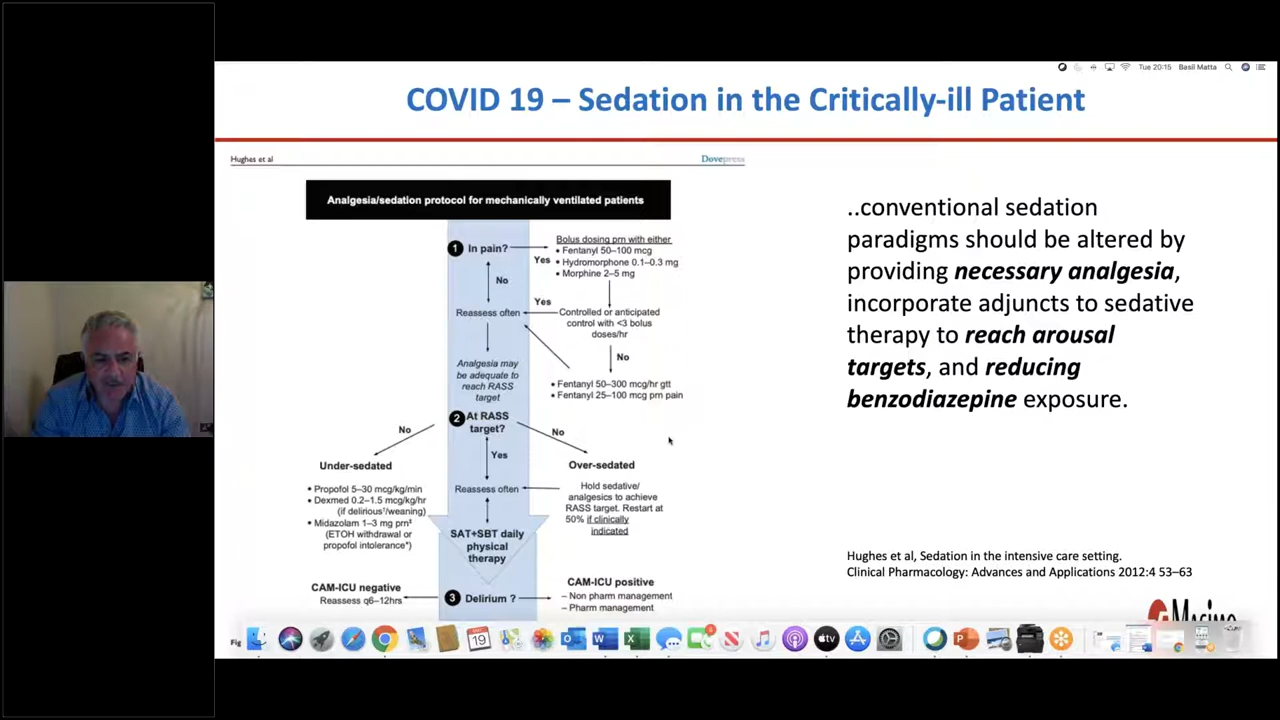 Tue 20:15 Basil Matta
COVID 19 – Sedation in the Critically-ill Patient
Hughes et al
Dovepress
Analgesia/sedation protocol for mechanically ventilated patients
1 In pain?
Yes
No
Bolus dosing prn with either
• Fentanyl 50–100 mcg
• Hydromorphone 0.1–0.3 mg
• Morphine 2–5 mg
Reassess often
Yes
Controlled or anticipated
control with <3 bolus
doses/hr
No
• Fentanyl 50–300 mcg/hr gtt
• Fentanyl 25–100 mcg prn pain
Analgesia may
be adequate to
reach RASS
target
2 At RASS
target?
No
No
Yes
Under-sedated
• Propofol 5–30 mcg/kg/min
• Dexmed 0.2–1.5 mcg/kg/hr
(if delirious¹/weaning)
• Midazolam 1–3 mg prn‡
(ETOH withdrawal or
propofol intolerance*)
Reassess often
Over-sedated
Hold sedative/
analgesics to achieve
RASS target. Restart at
50% if clinically
indicated
SAT+SBT daily
physical
therapy
CAM-ICU negative
Reassess q6–12hrs
3 Delirium ?
CAM-ICU positive
– Non pharm management
– Pharm management
Fig
..conventional sedation
paradigms should be altered by
providing necessary analgesia,
incorporate adjuncts to sedative
therapy to reach arousal
targets, and reducing
benzodiazepine exposure.
Hughes et al, Sedation in the intensive care setting.
Clinical Pharmacology: Advances and Applications 2012:4 53–63
Masimo
19
tv